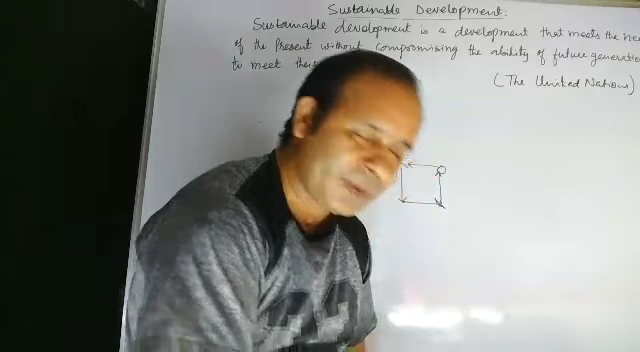 Sustainable Development.
Sustainable development is a development that meets the
of the Present without compromising the ability of future
to meet
(The United Nations)
22